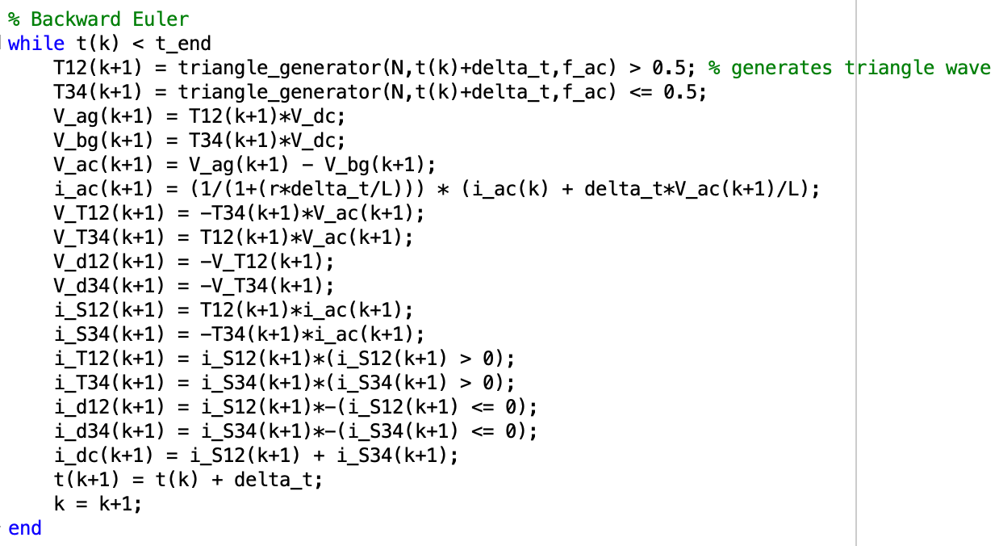 % Backward Euler
while t(k) < t_end
T12(k+1) = triangle_generator(N,t(k)+delta_t,f_ac) > 0.5; % generates triangle wave
T34(k+1) = triangle_generator(N,t(k)+delta_t,f_ac) <= 0.5;
V_ag(k+1) = T12(k+1)*V_dc;
V_bg(k+1) = T34(k+1)*V_dc;
V_ac(k+1) = V_ag(k+1) - V_bg(k+1);
i_ac(k+1) = (1/(1+(r*delta_t/L))) * (i_ac(k) + delta_t*V_ac(k+1)/L);
V_T12(k+1) = -T34(k+1)*V_ac(k+1);
V_T34(k+1) = T12(k+1)*V_ac(k+1);
V_d12(k+1) = -V_T12(k+1);
V_d34(k+1) = -V_T34(k+1);
i_S12(k+1) = T12(k+1)*i_ac(k+1);
i_S34(k+1) = -T34(k+1)*i_ac(k+1);
i_T12(k+1) = i_S12(k+1)*(i_S12(k+1) > 0);
i_T34(k+1) = i_S34(k+1)*(i_S34(k+1) > 0);
i_d12(k+1) = i_S12(k+1)*-(i_S12(k+1) <= 0);
i_d34(k+1) = i_S34(k+1)*-(i_S34(k+1) <= 0);
i_dc(k+1) = i_S12(k+1) + i_S34(k+1);
t(k+1) = t(k) + delta_t;
k = k+1;
end